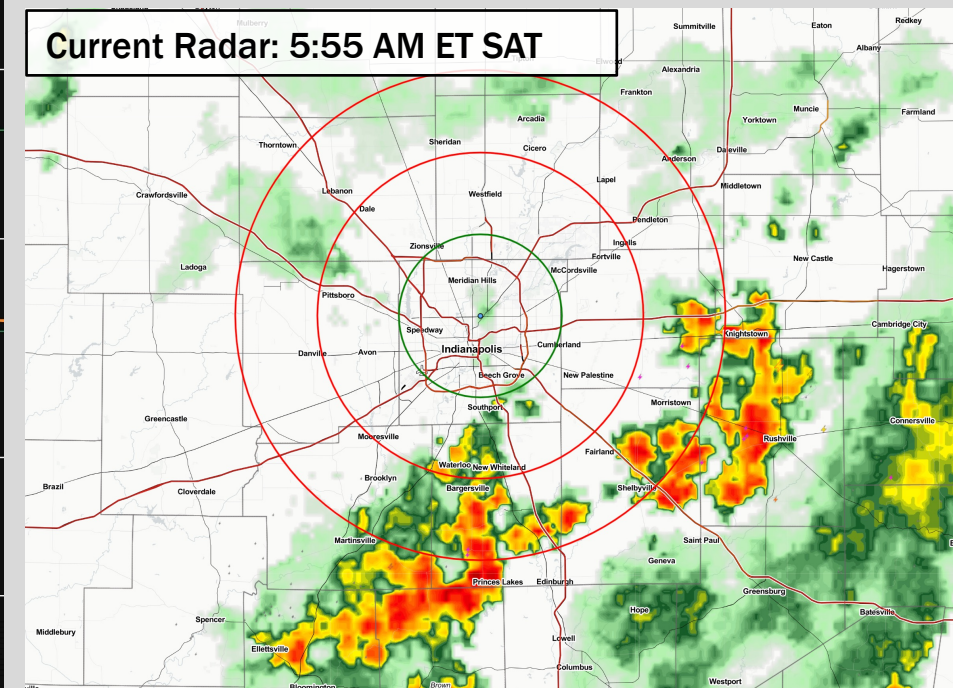 Current Radar: 5:55 AM ET SAT
Mulberry
Summitville
Eaton
Redkey
Albany
Elwood
Alexandria
Frankton
Muncie
Farmland
Yorktown
Arcadia
Sheridan
Cicero
Thorntown
Daleville
Anderson
Lapel
Middletown
Lebanon
Westfield
Crawfordsville
Dale
Pendleton
Zionsville
Ingalls
Fortville
New Castle
McCordsville
Ladoga
Hagerstown
Meridian Hills
Pittsboro
Cambridge City
Speedway
Knightstown
Indianapolis
Cumberland
Danville
Avon
Beech Grove
New Palestine
Morristown
Southport
Greencastle
Connersville
Mooresville
Rushville
Fairland
Waterloo
New Whiteland
Brooklyn
Brazil
Cloverdale
Bargersville
Shelbyville
Martinsville
Saint Paul
Geneva
Princes Lakes
Edinburgh
Greensburg
Hope
Batesville
Spencer
Middlebury
Lowell
Ellettsville
Columbus
Westport
Bloomington
Brown